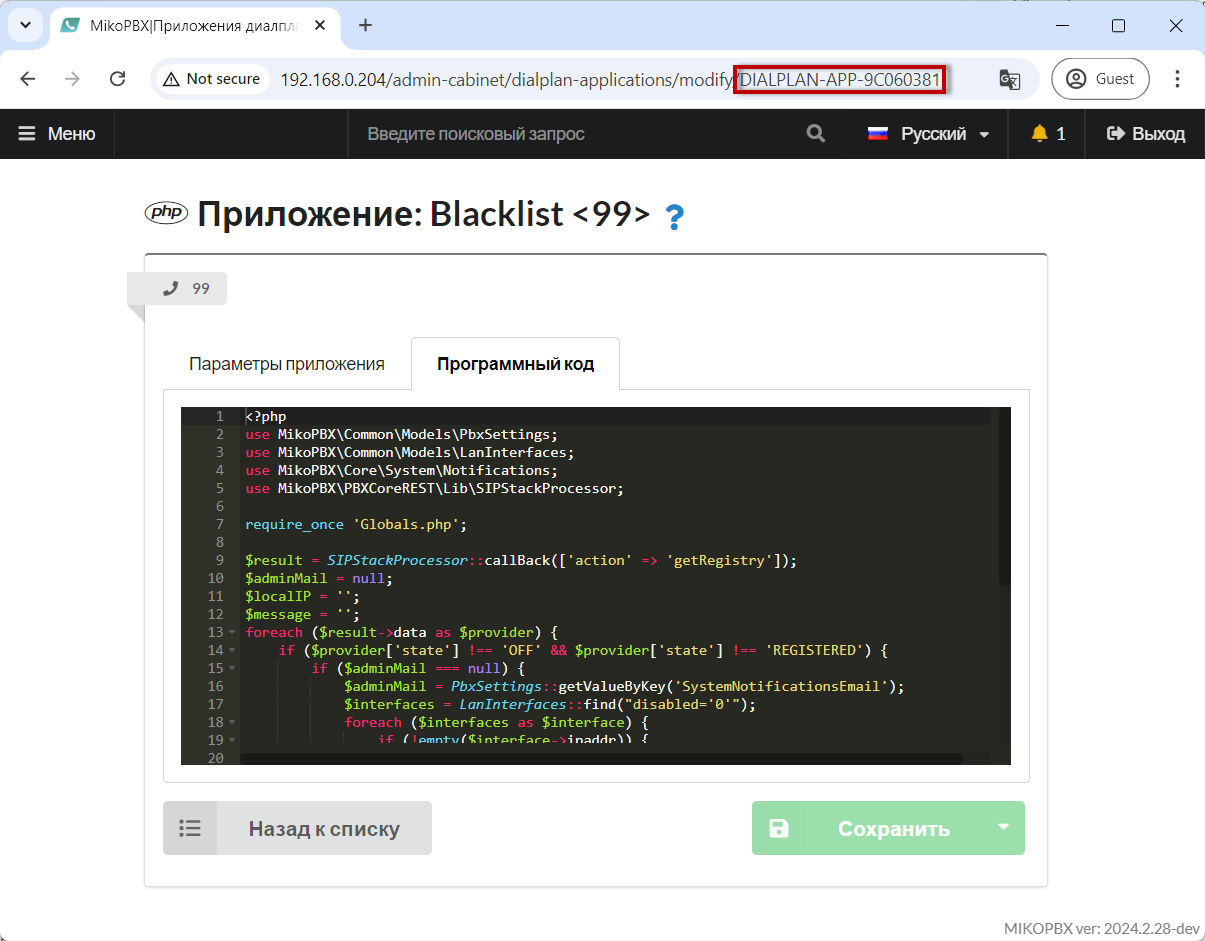 MikoPBX|Приложения диалпла
Not secure
192.168.0.204/admin-cabinet/dialplan-applications/modify/DIALPLAN-APP-9C060381
Guest
Меню
Введите поисковый запрос
Русский
1
Выход
php Приложение: Blacklist <99> ?
99
Параметры приложения
Программный код
1 <?php
2 use MikoPBX\Common\Models\PbxSettings;
3 use MikoPBX\Common\Models\LanInterfaces;
4 use MikoPBX\Core\System\Notifications;
5 use MikoPBX\PBXCoreREST\Lib\SIPStackProcessor;
6
7 require_once 'Globals.php';
8
9 $result = SIPStackProcessor::callBack(['action' => 'getRegistry']);
10 $adminMail = null;
11 $localIP = '';
12 $message = '';
13 foreach ($result->data as $provider) {
14 if ($provider['state'] !== 'OFF' && $provider['state'] !== 'REGISTERED') {
15 if ($adminMail === null) {
16 $adminMail = PbxSettings::getValueByKey('SystemNotificationsEmail');
17 $interfaces = LanInterfaces::find("disabled='0'");
18 foreach ($interfaces as $interface) {
19 if (!empty($interface->ipaddr)) {
20
Назад к списку
Сохранить
MIKOPBX ver: 2024.2.28-dev